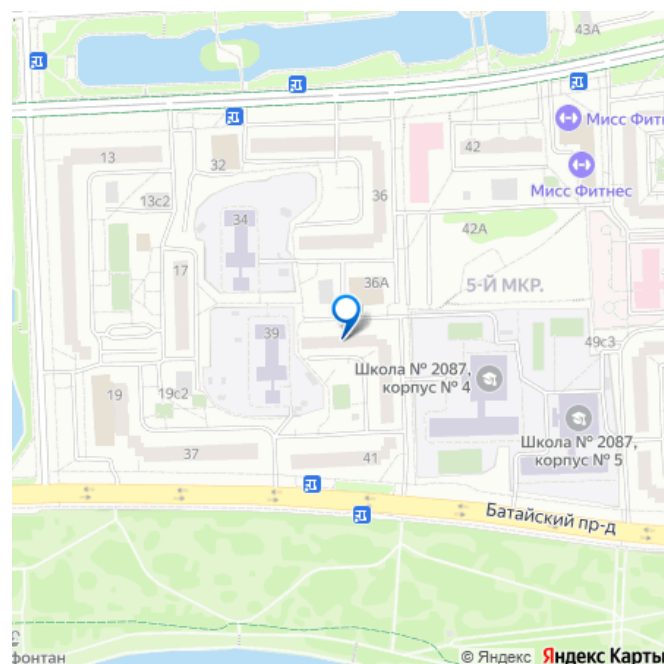 43А
Мисс Фитн
42
13
32
Мисс Фитнес
13с2
36
34
42А
17
36А
5-Й МКР.
39
49с3
Школа № 2087,
корпус № 4
19
19с2
Школа № 2087,
корпус № 5
37
41
Батайский пр-д
фонтан
© Яндекс Яндекс Карты